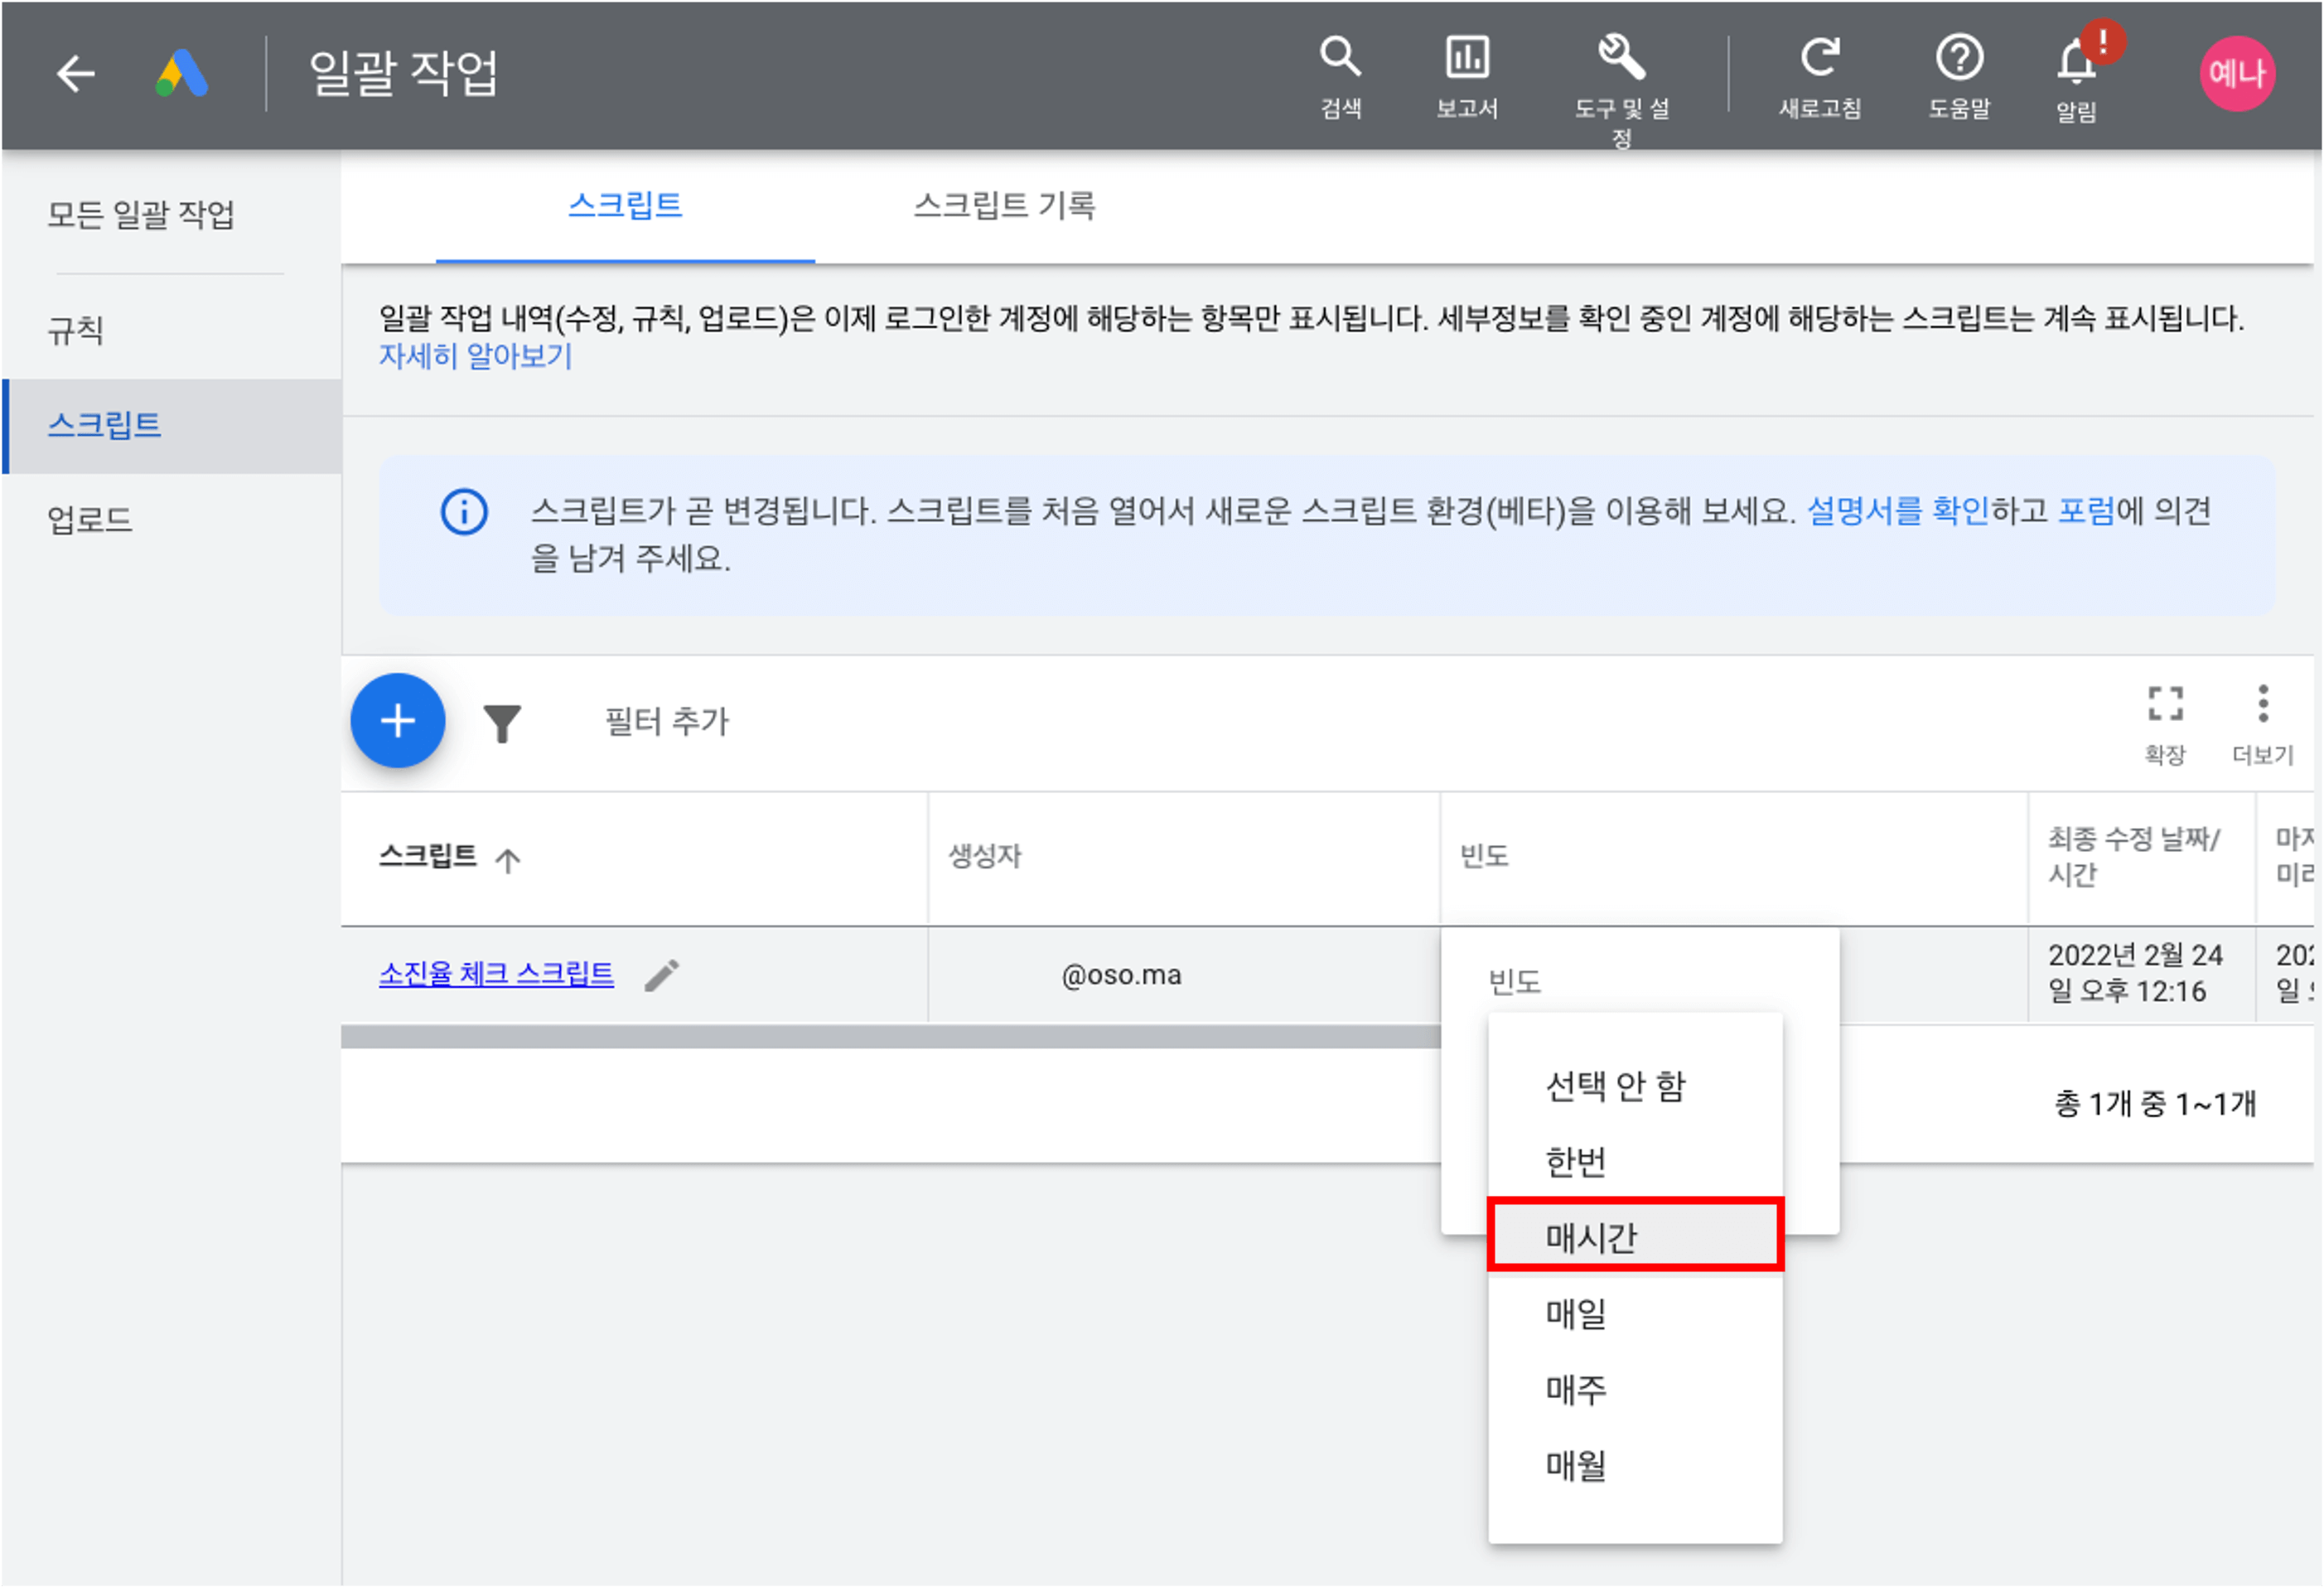 일괄 작업
검색
보고서
도구 및 설
정
새로고침
도움말
!
알림
예나
모든 일괄 작업
규칙
스크립트
업로드
스크립트
스크립트 기록
일괄 작업 내역(수정, 규칙, 업로드)은 이제 로그인한 계정에 해당하는 항목만 표시됩니다. 세부정보를 확인 중인 계정에 해당하는 스크립트는 계속 표시됩니다.
자세히 알아보기
스크립트가 곧 변경됩니다. 스크립트를 처음 열어서 새로운 스크립트 환경(베타)을 이용해 보세요. 설명서를 확인하고 포럼에 의견
을 남겨 주세요.
필터 추가
확장
더보기
스크립트
생성자
빈도
최종 수정 날짜/
시간
소진율 체크 스크립트
@oso.ma
2022년 2월 24
일 오후 12:16
202
일
빈도
선택 안 함
한번
매시간
매일
매주
매월
총 1개 중 1~1개